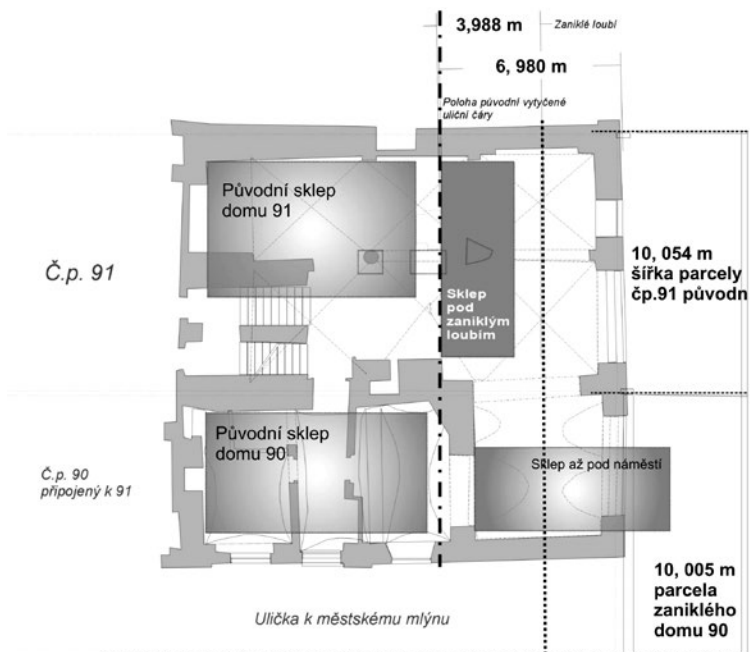 3,988 m
Zaniklé loubí
6, 980 m
Poloha původní vytyčené
uliční čáry
Původní sklep
domu 91
Č.p. 91
10, 054 m
šířka parcely
čp.91 původn
Sklep
pod
zaniklým
loubím
Původní sklep
domu 90
Sklep až pod náměstí
Č.p. 90
připojený k 91
10, 005 m
parcela
zaniklého
domu 90
Ulička k městskému mlýnu